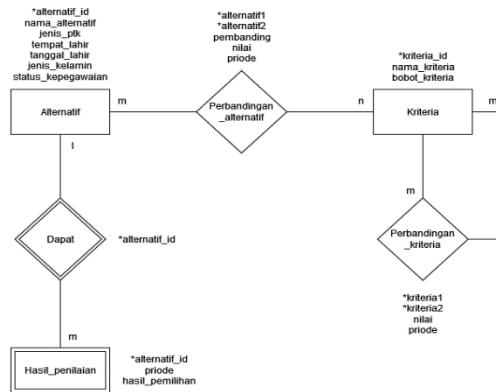 *alternatif_id
nama_alternatif
jenis_ptk
tempat_lahir
tanggal_lahir
jenis_kelamin
status_kepegawaian
Alternatif
m
*alternatif1
*alternatif2
pembanding
nilai
priode
Perbandingan
_alternatif
n
*kriteria_id
nama_kriteria
bobot_kriteria
Kriteria
m
l
Dapat
*alternatif_id
m
Hasil_penilaian
*alternatif_id
priode
hasil_pemilihan
m
Perbandingan
_kriteria
*kriteria1
*kriteria2
nilai
priode